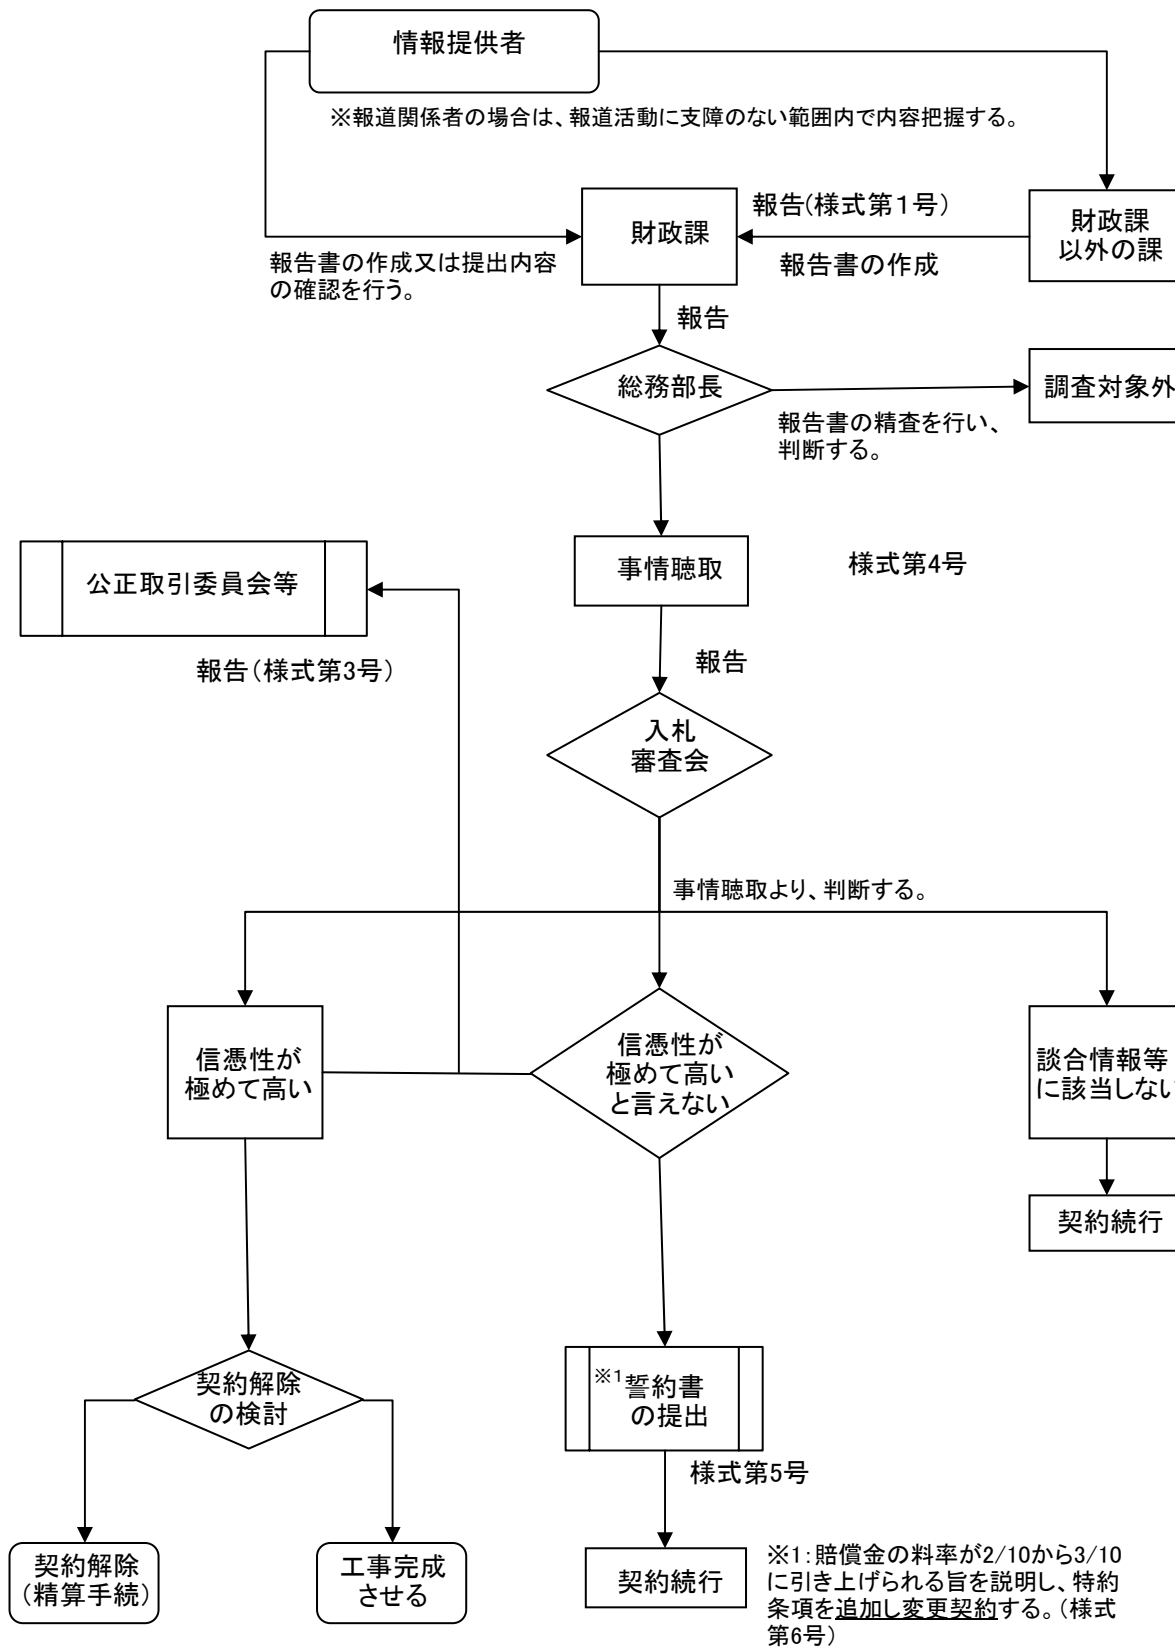 情報提供者
※報道関係者の場合は、報道活動に支障のない範囲内で内容把握する。
財政課
報告(様式第１号)
報告書の作成
財政課
以外の課
報告書の作成又は提出内容
の確認を行う。
報告
総務部長
調査対象外
報告書の精査を行い、
判断する。
事情聴取
様式第4号
公正取引委員会等
報告（様式第3号）
報告
入札
審査会
事情聴取より、判断する。
信憑性が
極めて高い
信憑性が
極めて高い
と言えない
談合情報等
に該当しない
契約続行
契約解除
の検討
※1誓約書
の提出
様式第5号
契約解除
（精算手続）
工事完成
させる
契約続行
※1：賠償金の料率が2/10から3/10
に引き上げられる旨を説明し、特約
条項を追加し変更契約する。（様式
第6号）